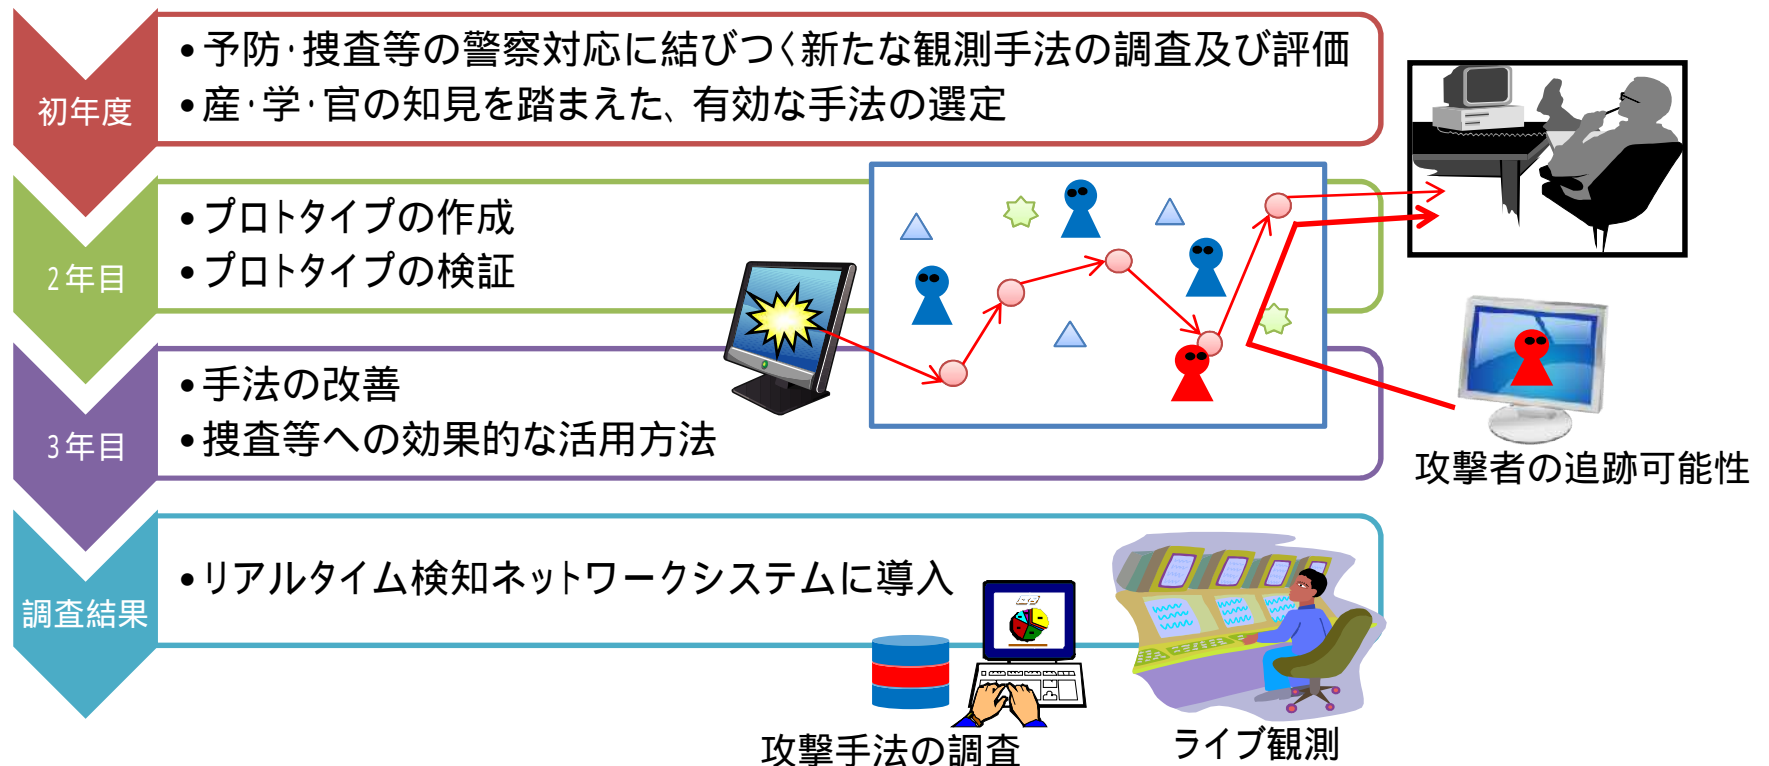 初年度
•予防・捜査等の警察対応に結びつく新たな観測手法の調査及び評価
•産・学・官の知見を踏まえた、有効な手法の選定
2年目
•プロトタイプの作成
•プロトタイプの検証
3年目
•手法の改善
•捜査等への効果的な活用方法
攻撃者の追跡可能性
調査結果
•リアルタイム検知ネットワークシステムに導入
攻撃手法の調査
ライブ観測